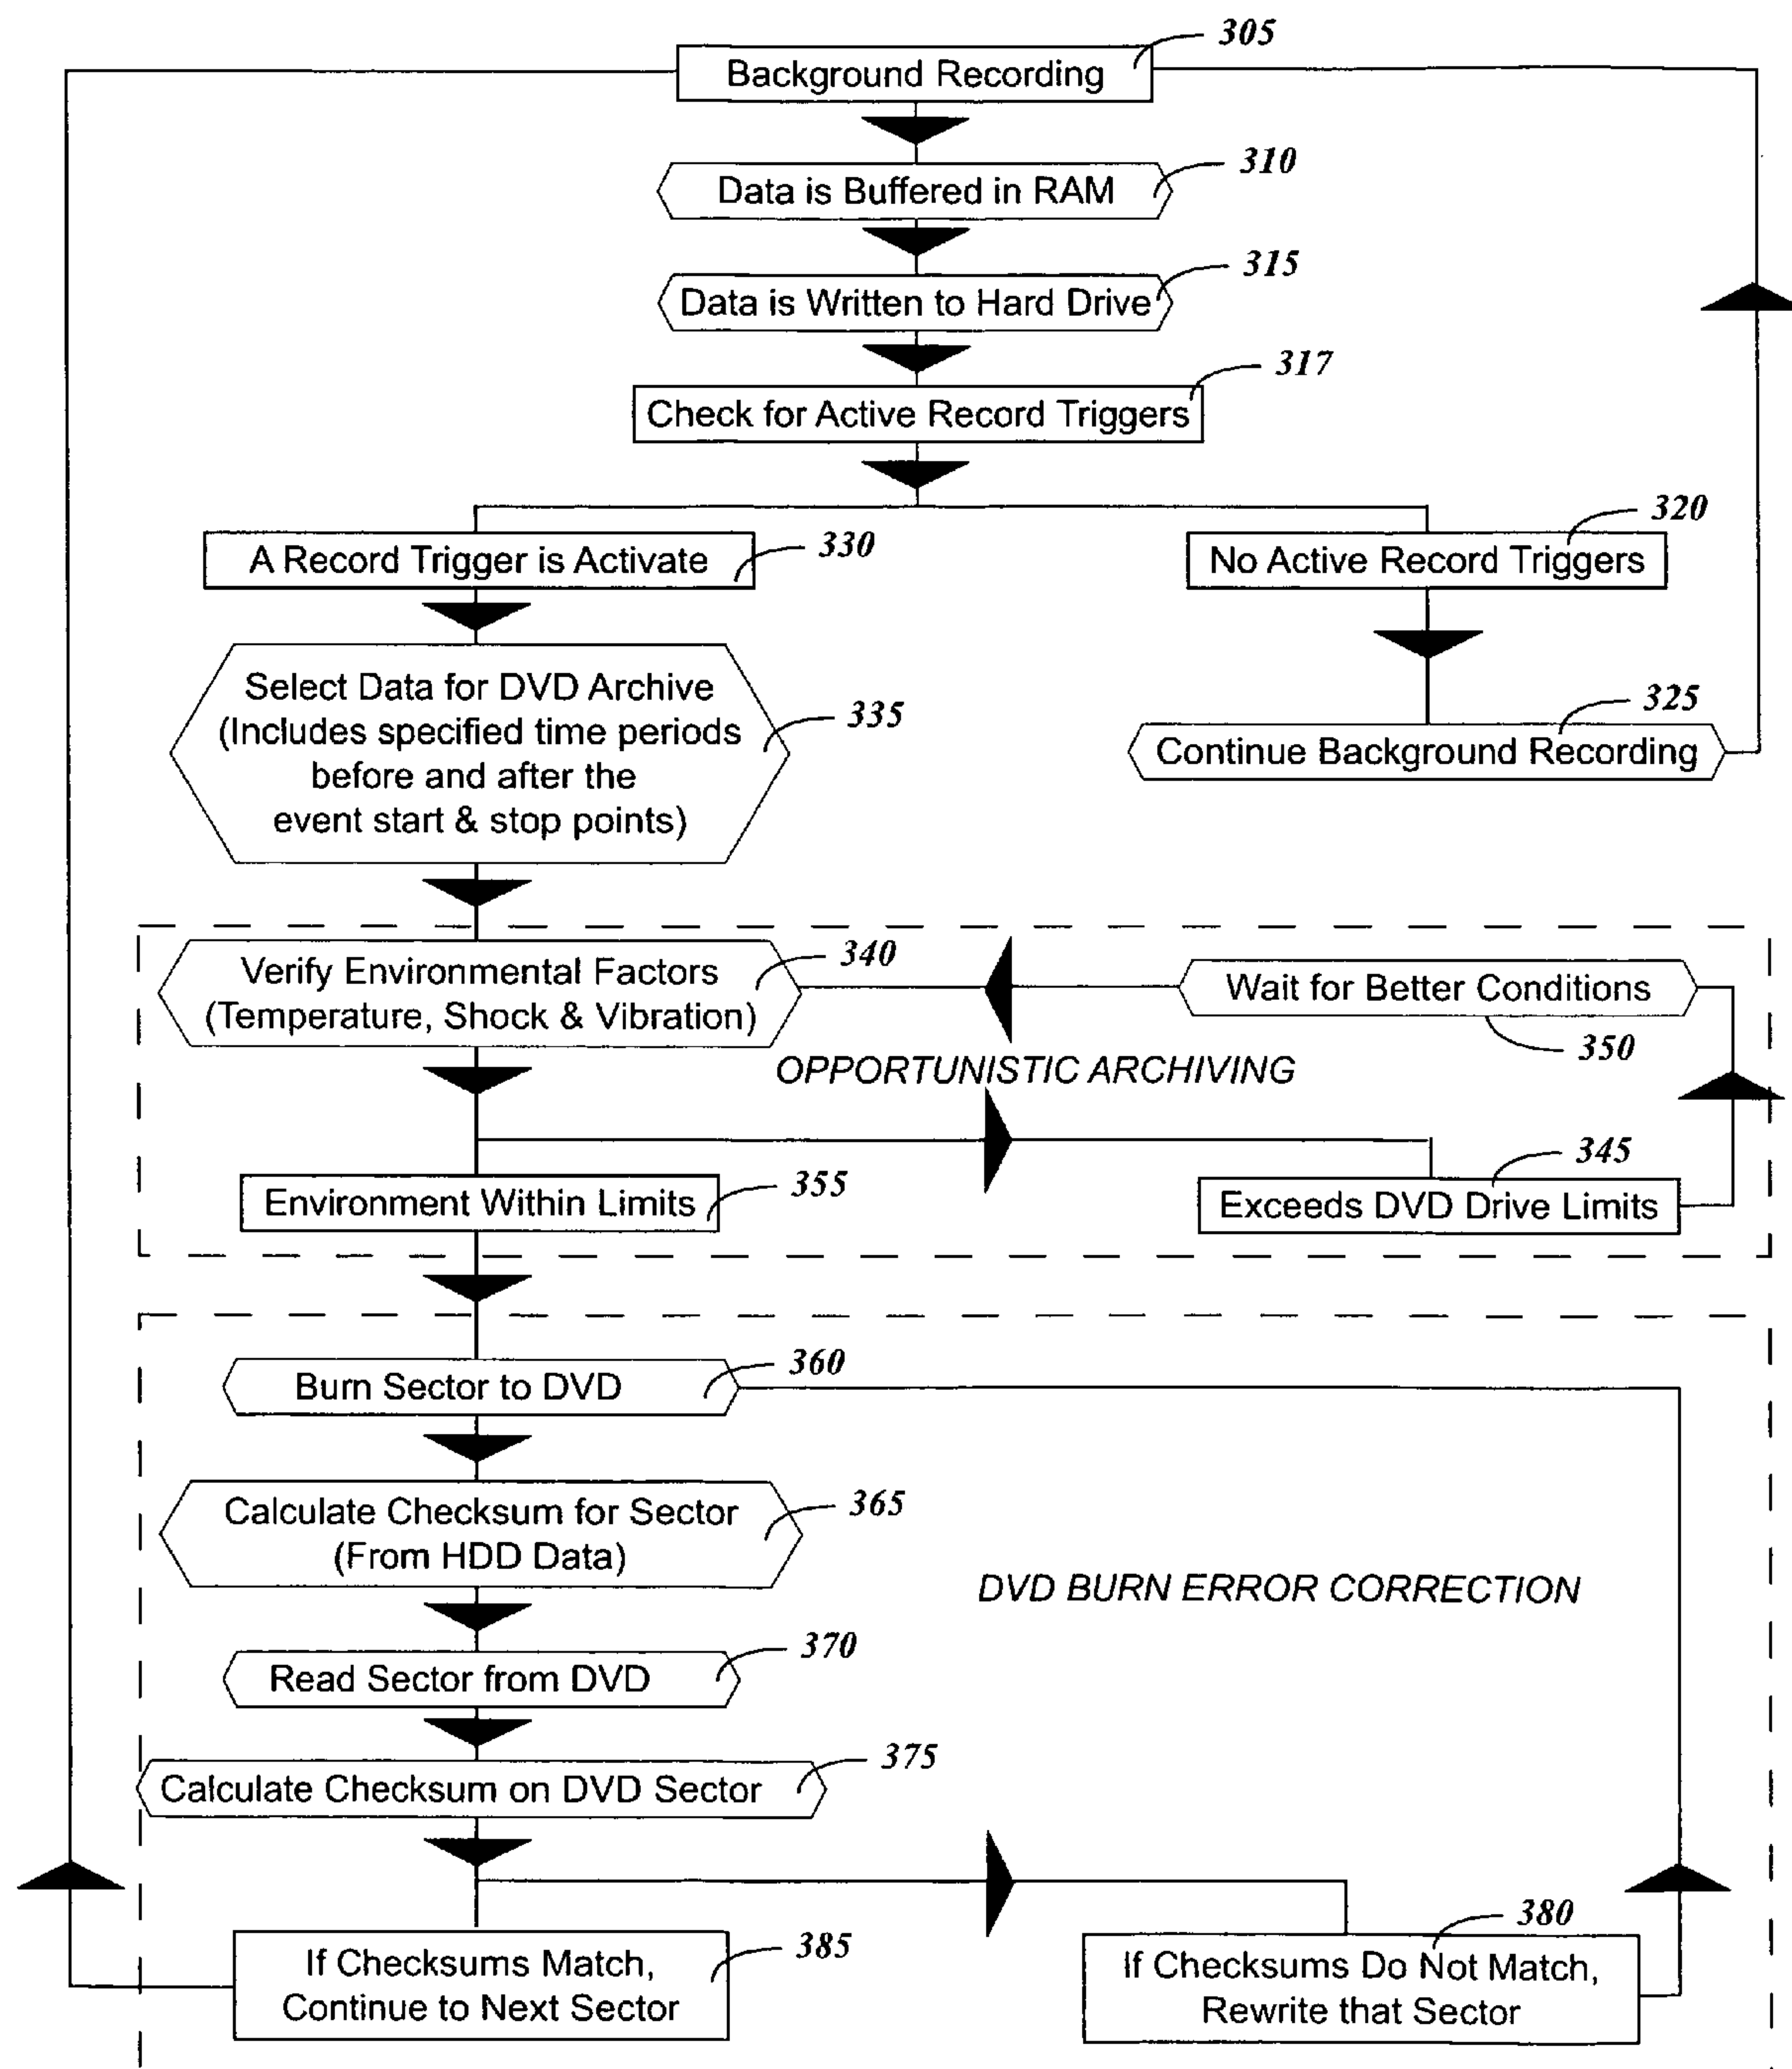 305
Background Recording
310
Data is Buffered in RAM
315
Data is Written to Hard Drive
317
Check for Active Record Triggers
330
A Record Trigger is Activate
320
No Active Record Triggers
335
Select Data for DVD Archive
(Includes specified time periods
before and after the
event start & stop points)
325
Continue Background Recording
340
Verify Environmental Factors
(Temperature, Shock & Vibration)
Wait for Better Conditions
350
OPPORTUNISTIC ARCHIVING
355
Environment Within Limits
345
Exceeds DVD Drive Limits
360
Burn Sector to DVD
365
Calculate Checksum for Sector
(From HDD Data)
DVD BURN ERROR CORRECTION
370
Read Sector from DVD
375
Calculate Checksum on DVD Sector
385
If Checksums Match,
Continue to Next Sector
380
If Checksums Do Not Match,
Rewrite that Sector